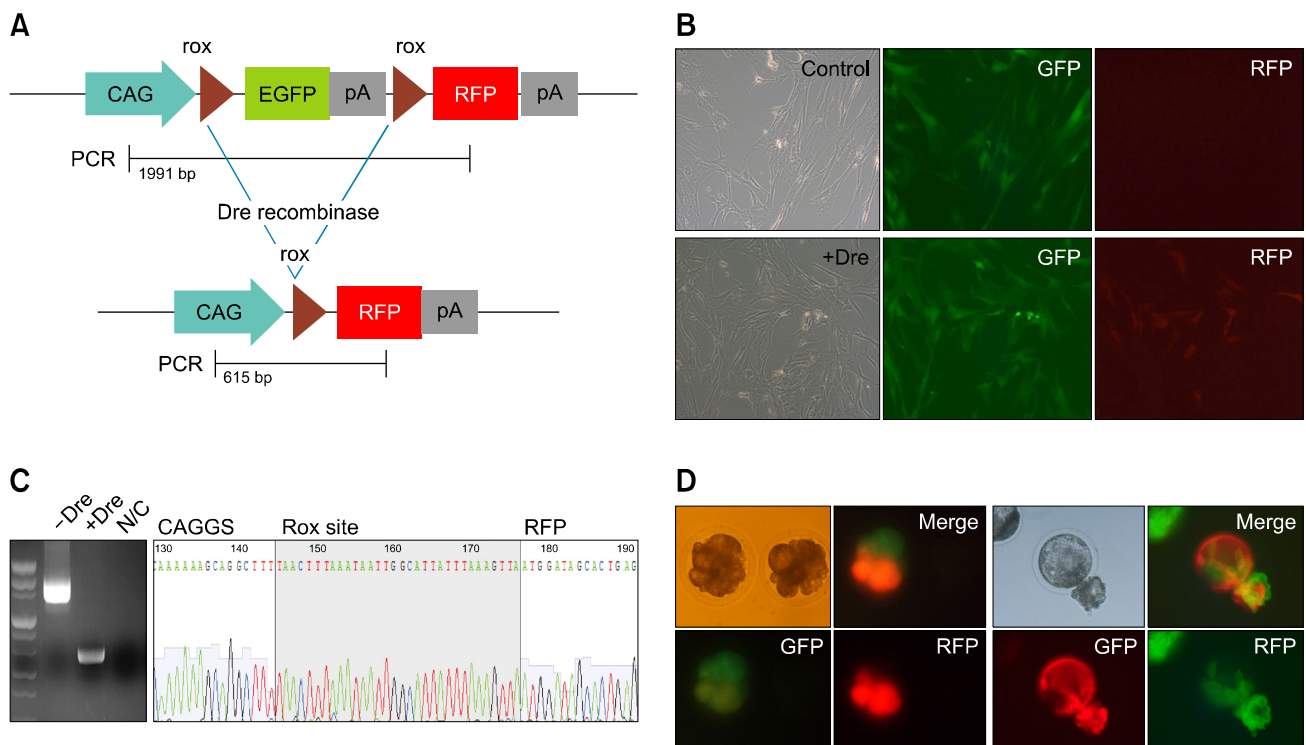 A
rox
rox
CAG
EGFP
pA
RFP
pA
PCR
1991 bp
Dre recombinase
rox
CAG
RFP
pA
PCR
615 bp
B
Control
GFP
RFP
+Dre
GFP
RFP
C
–Dre
+Dre
N/C
CAGGS
Rox site
RFP
130 140 150 160 170 180 190
CAAAAAAGCAGGCTTTTAACTTTAAATAATTGGCATTATTTAAAGTTAATGGATAGCACTGAG
D
Merge
Merge
GFP
RFP
GFP
RFP